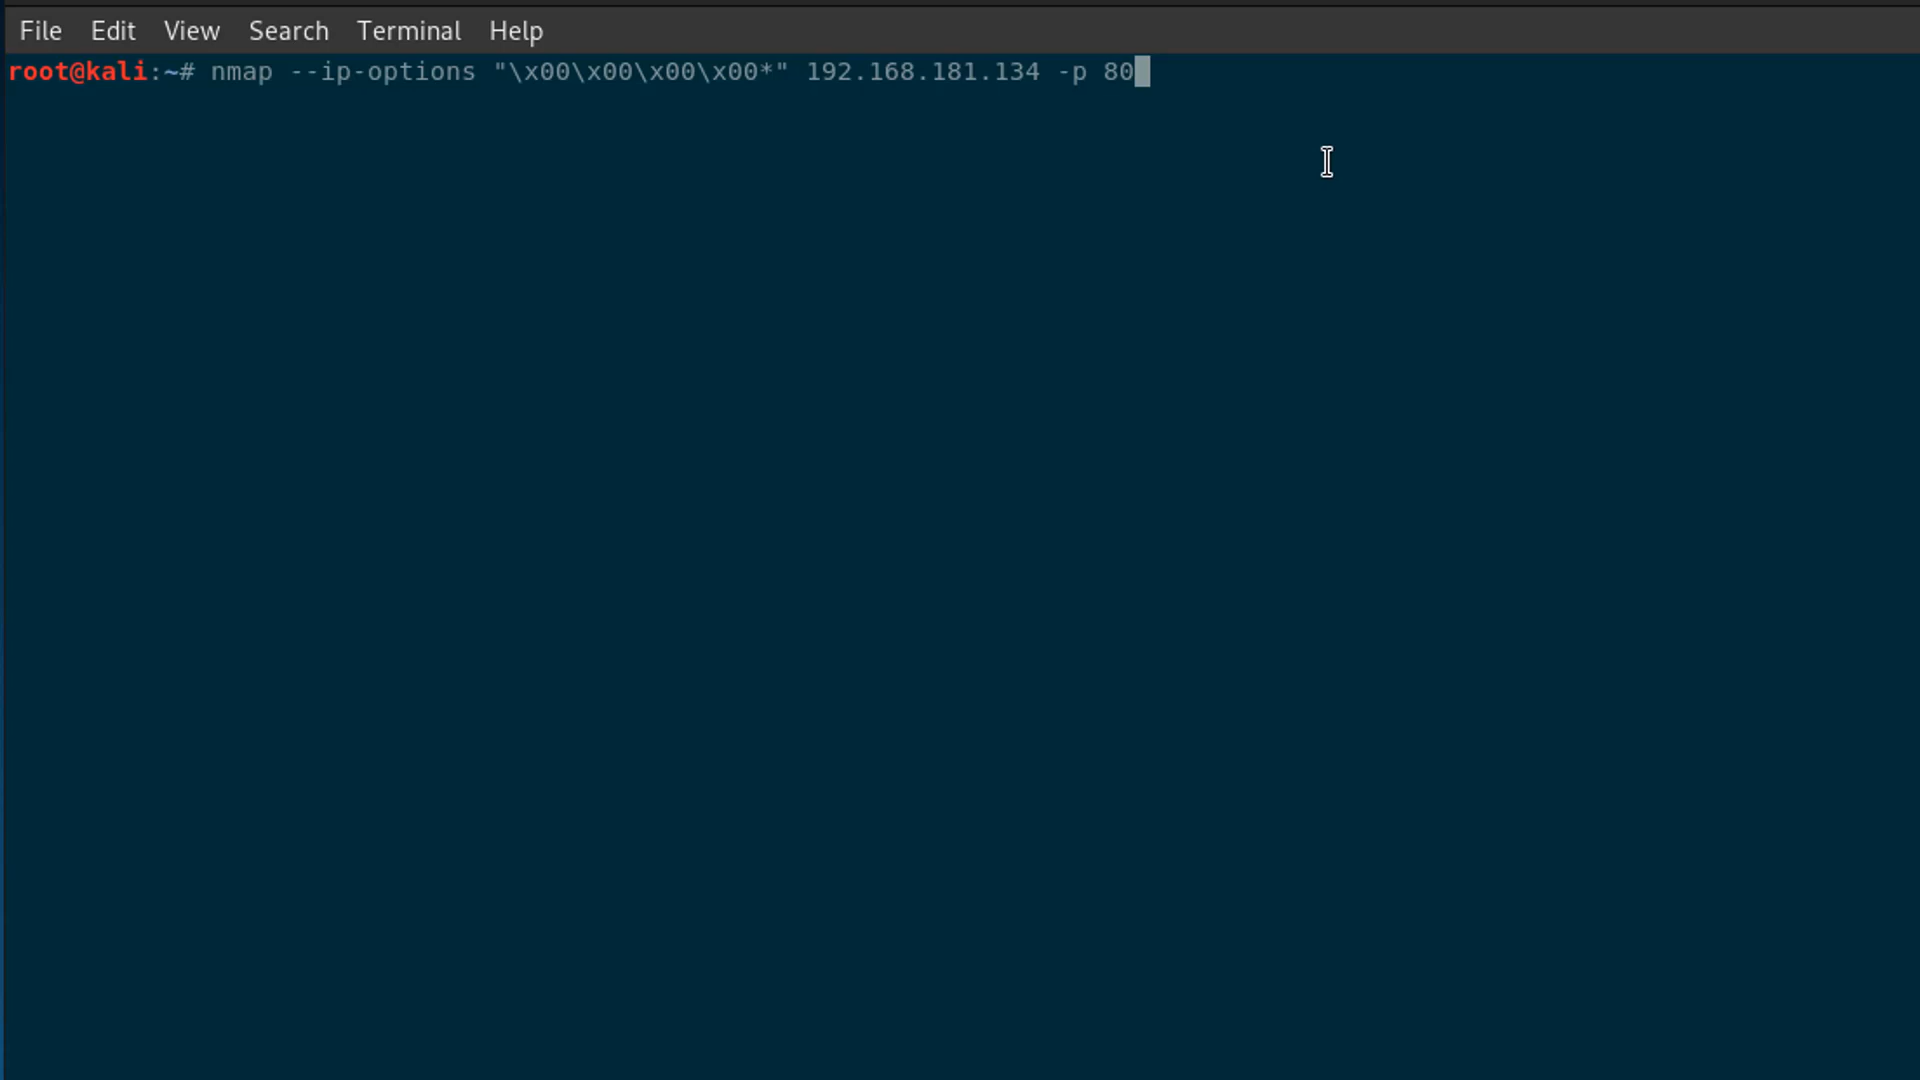 File Edit View Search Terminal Help
root@kali:~# nmap --ip-options "\x00\x00\x00\x00*" 192.168.181.134 -p 80